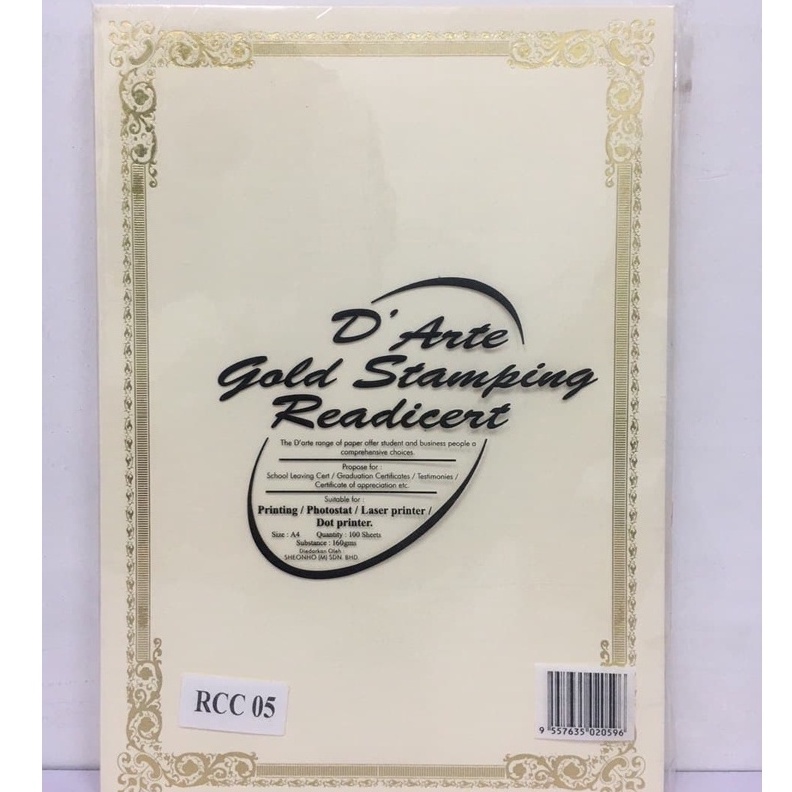 D' Arte
Gold Stamping
Readicert
The D'arte range of paper offer student and business people a
comprehensive choices.
Propose for :
School Leaving Cert / Graduation Certificates / Testimonies /
Certificate of appreciation etc.
Suitable for :
Printing / Photostat / Laser printer /
Dot printer.
Size : A4 Quantity : 100 Sheets
Substance : 160gms
Diedarkan Oleh
SHEONHO (M) SDN. BHD.
RCC 05
9 557635 020596